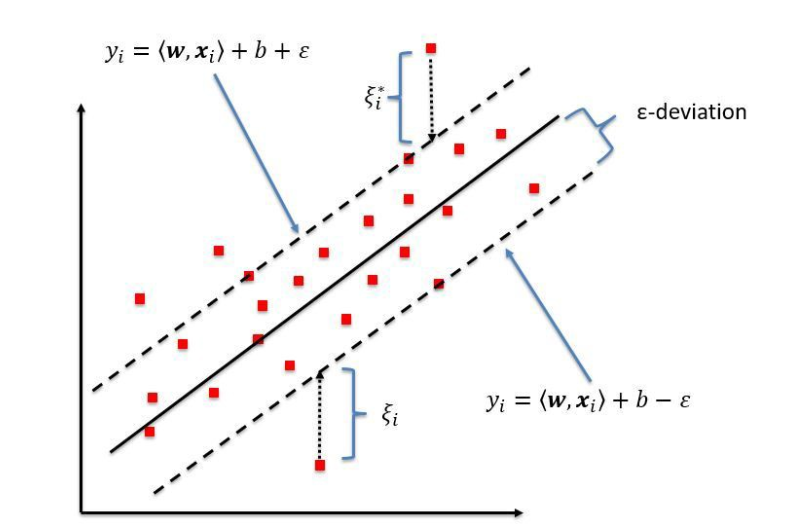 yᵢ = ⟨𝒘, 𝒙ᵢ⟩ + b + ε
ξᵢ*
ε-deviation
yᵢ = ⟨𝒘, 𝒙ᵢ⟩ + b − ε
ξᵢ